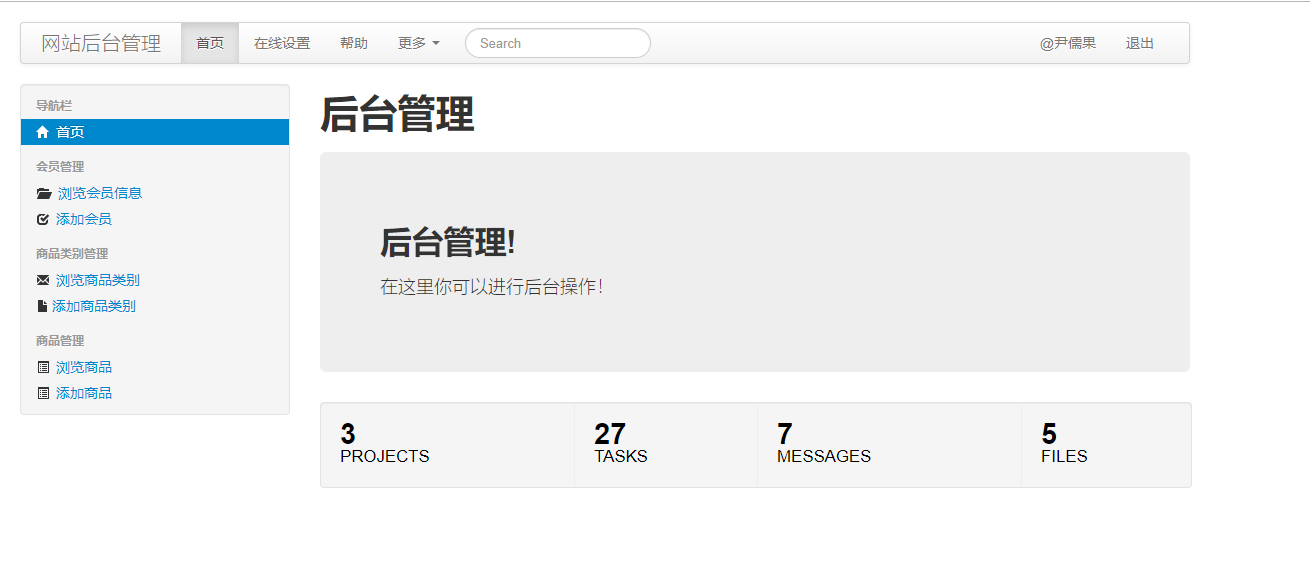 网站后台管理 首页 在线设置 帮助 更多 Search @尹儒果 退出
导航栏
首页
会员管理
浏览会员信息
添加会员
商品类别管理
浏览商品类别
添加商品类别
商品管理
浏览商品
添加商品
后台管理
后台管理!
在这里你可以进行后台操作！
3 27 7 5
PROJECTS TASKS MESSAGES FILES